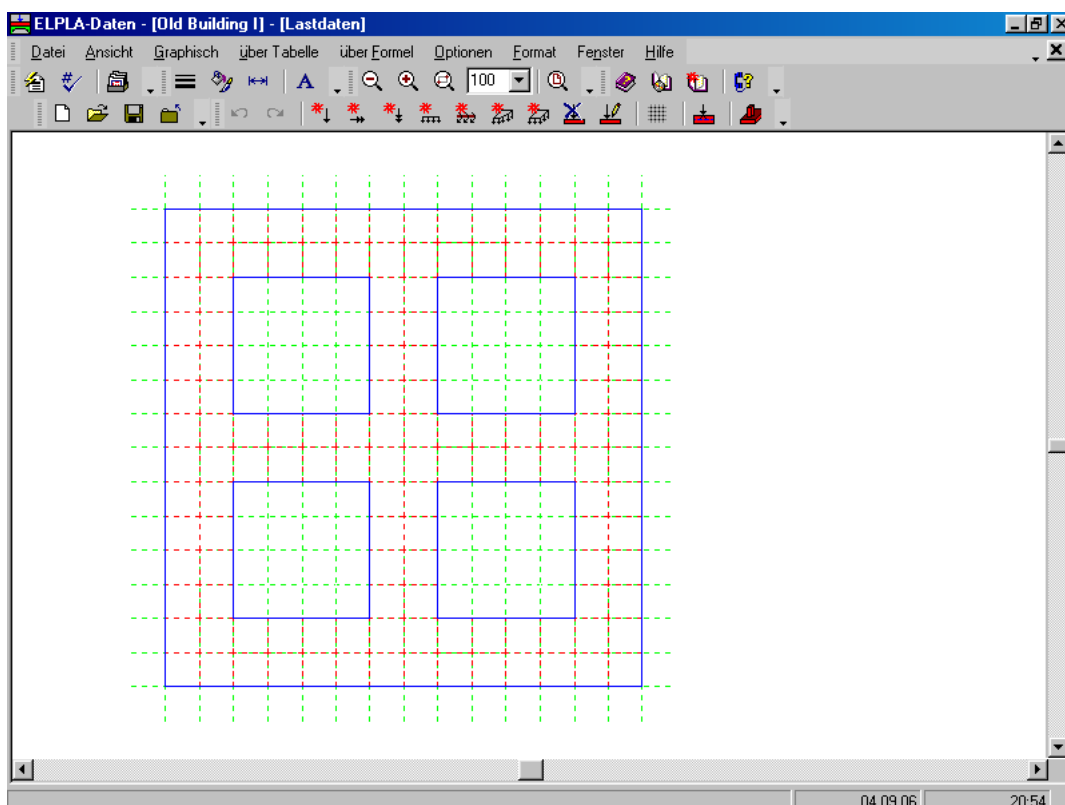 ELPLA-Daten - [Old Building I] - [Lastdaten]
Datei Ansicht Graphisch über Tabelle über Formel Optionen Format Fenster Hilfe
A 100
04.09.06 20:54